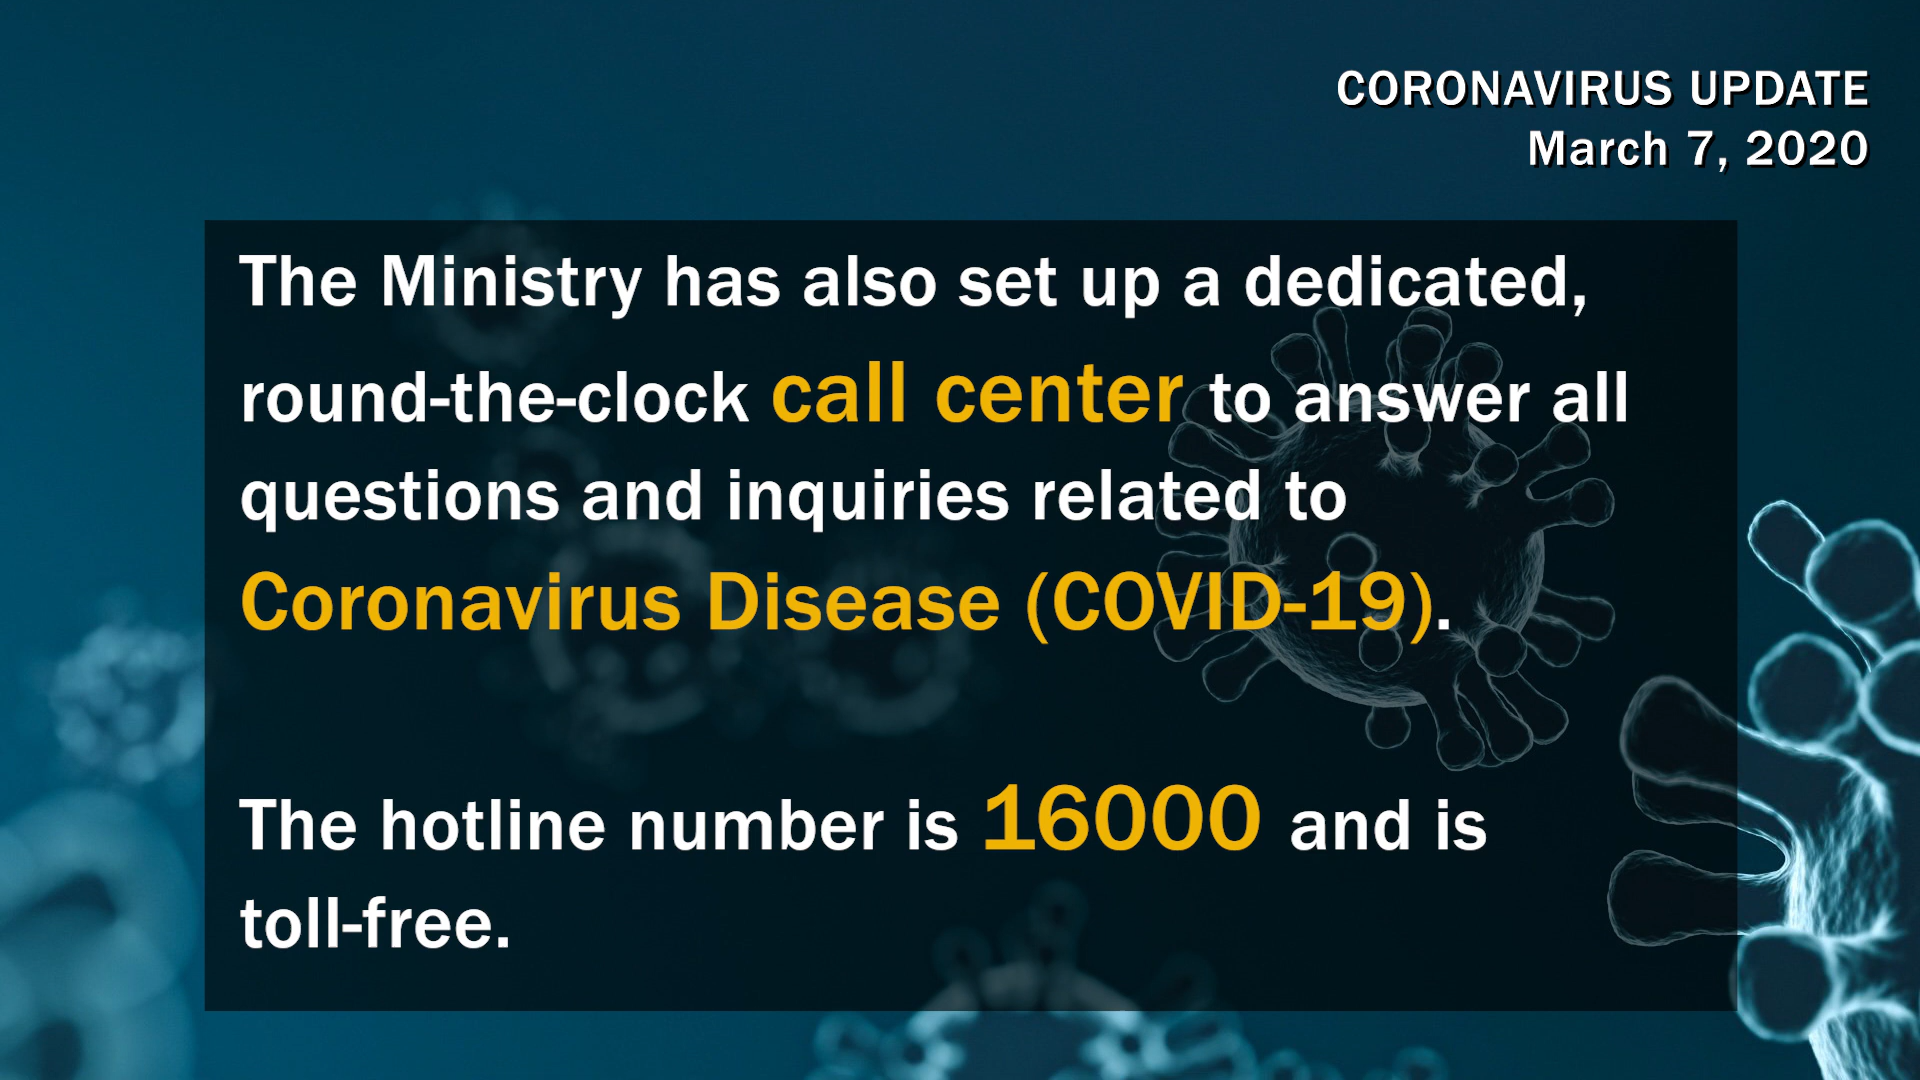 CORONAVIRUS UPDATE
March 7, 2020
The Ministry has also set up a dedicated,
round-the-clock call center to answer all
questions and inquiries related to
Coronavirus Disease (COVID-19).
The hotline number is 16000 and is
toll-free.